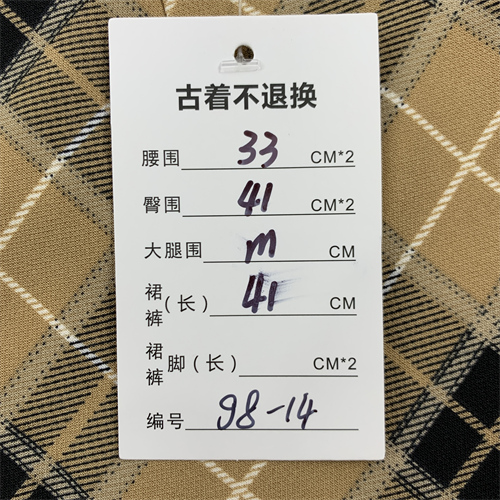 古着不退换
腰围 33 CM*2
臀围 41 CM*2
大腿围 m CM
裙裤(长) 41 CM
裙裤脚(长) CM*2
编号 98-14